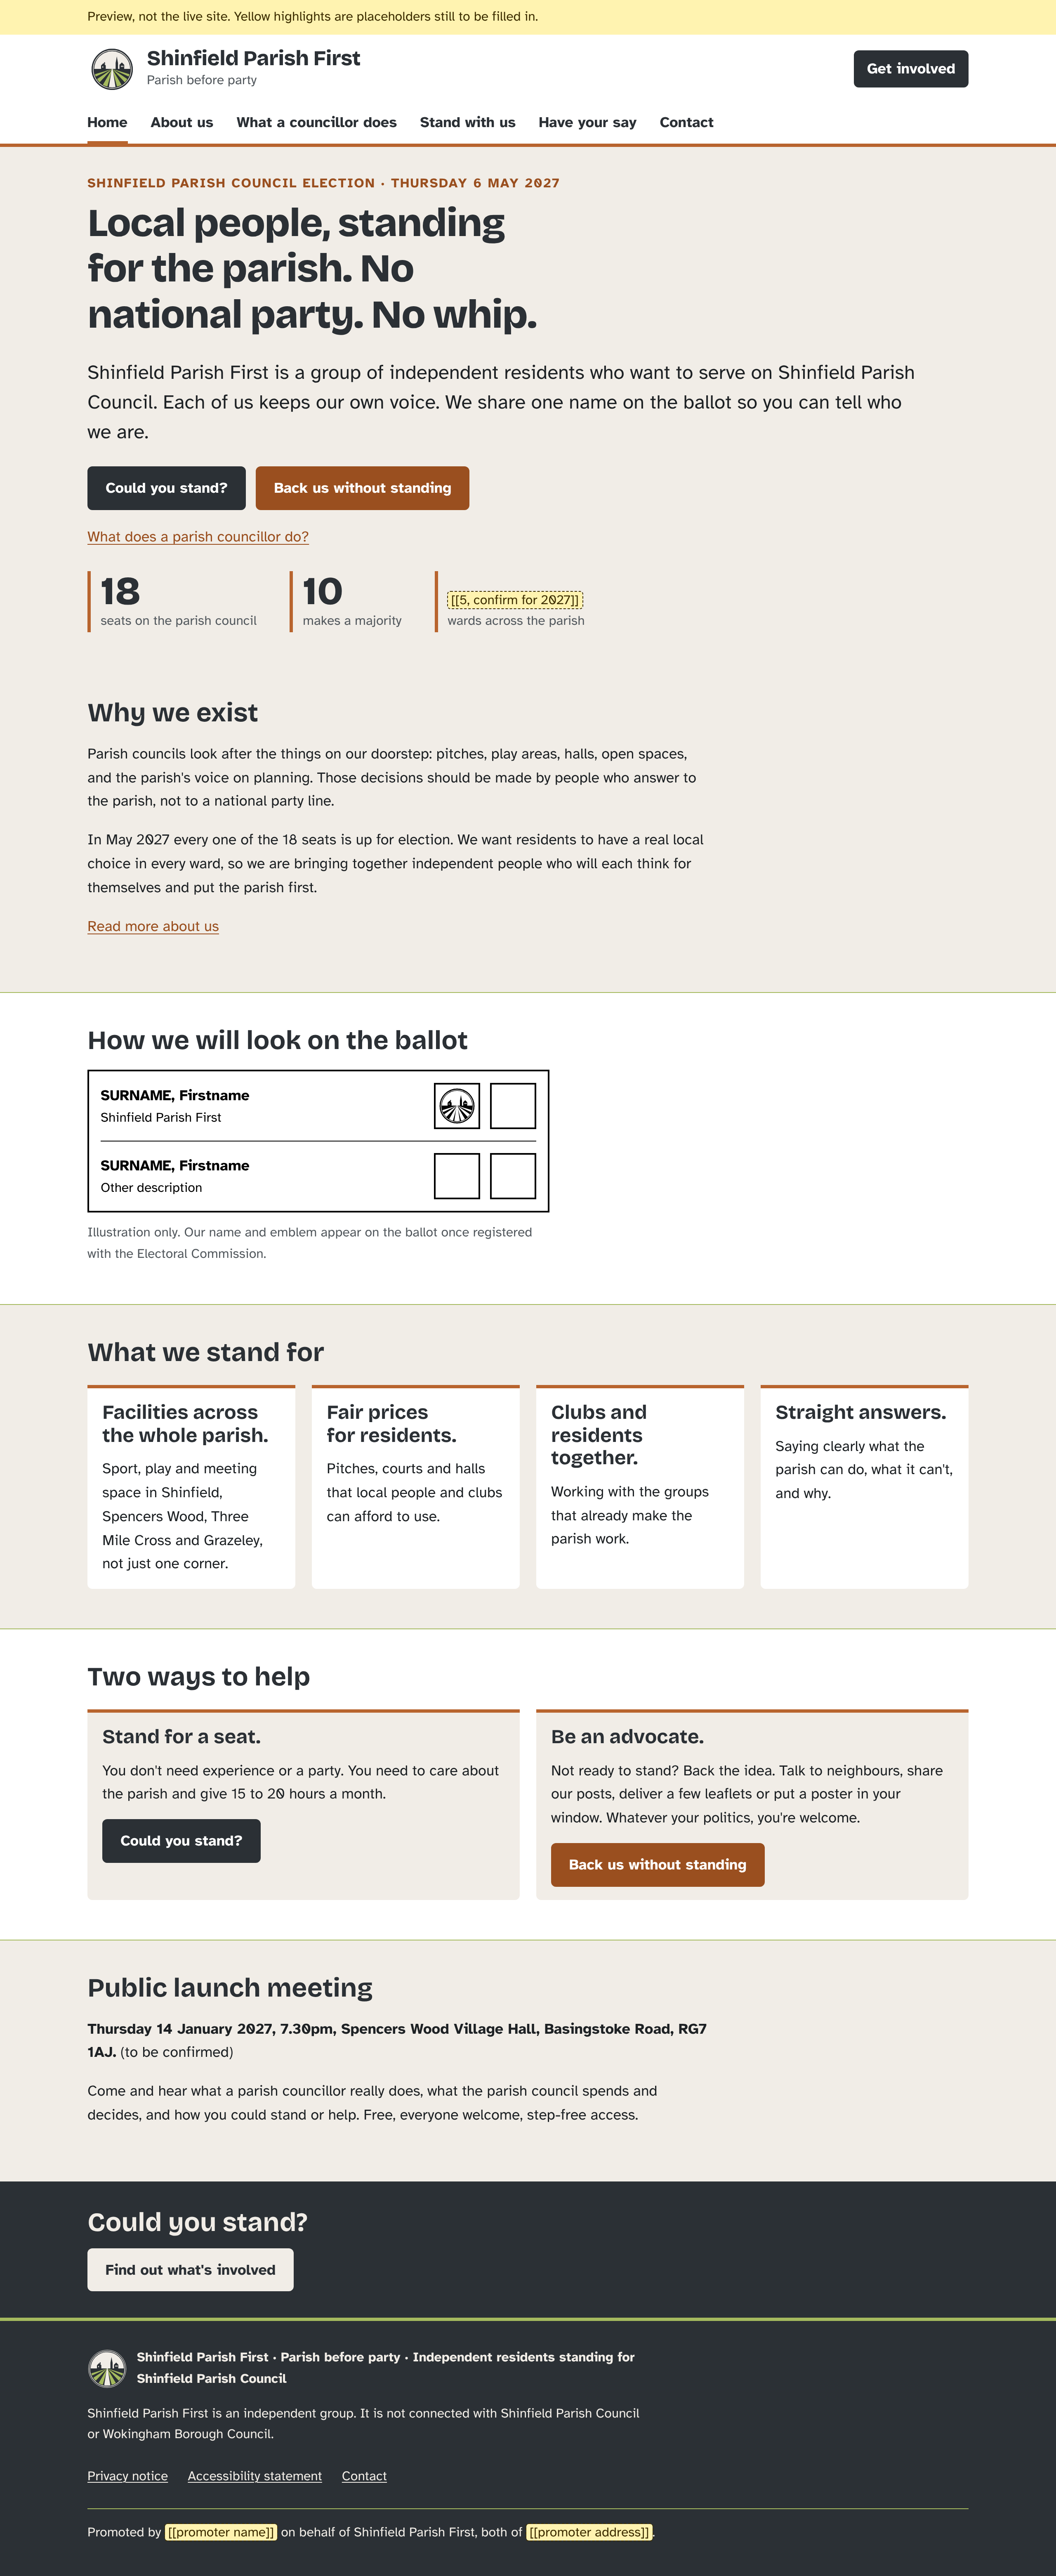 Preview, not the live site. Yellow highlights are placeholders still to be filled in.
Shinfield Parish First
Parish before party
Get involved
Home About us What a councillor does Stand with us Have your say Contact
SHINFIELD PARISH COUNCIL ELECTION · THURSDAY 6 MAY 2027
Local people, standing
for the parish. No
national party. No whip.
Shinfield Parish First is a group of independent residents who want to serve on Shinfield Parish
Council. Each of us keeps our own voice. We share one name on the ballot so you can tell who
we are.
Could you stand? Back us without standing
What does a parish councillor do?
18
seats on the parish council
10
makes a majority
[[5, confirm for 2027]]
wards across the parish
Why we exist
Parish councils look after the things on our doorstep: pitches, play areas, halls, open spaces,
and the parish's voice on planning. Those decisions should be made by people who answer to
the parish, not to a national party line.
In May 2027 every one of the 18 seats is up for election. We want residents to have a real local
choice in every ward, so we are bringing together independent people who will each think for
themselves and put the parish first.
Read more about us
How we will look on the ballot
SURNAME, Firstname
Shinfield Parish First
SURNAME, Firstname
Other description
Illustration only. Our name and emblem appear on the ballot once registered
with the Electoral Commission.
What we stand for
Facilities across
the whole parish.
Sport, play and meeting
space in Shinfield,
Spencers Wood, Three
Mile Cross and Grazeley,
not just one corner.
Fair prices
for residents.
Pitches, courts and halls
that local people and clubs
can afford to use.
Clubs and
residents
together.
Working with the groups
that already make the
parish work.
Straight answers.
Saying clearly what the
parish can do, what it can't,
and why.
Two ways to help
Stand for a seat.
You don't need experience or a party. You need to care about
the parish and give 15 to 20 hours a month.
Could you stand?
Be an advocate.
Not ready to stand? Back the idea. Talk to neighbours, share
our posts, deliver a few leaflets or put a poster in your
window. Whatever your politics, you're welcome.
Back us without standing
Public launch meeting
Thursday 14 January 2027, 7.30pm, Spencers Wood Village Hall, Basingstoke Road, RG7
1AJ. (to be confirmed)
Come and hear what a parish councillor really does, what the parish council spends and
decides, and how you could stand or help. Free, everyone welcome, step-free access.
Could you stand?
Find out what's involved
Shinfield Parish First · Parish before party · Independent residents standing for
Shinfield Parish Council
Shinfield Parish First is an independent group. It is not connected with Shinfield Parish Council
or Wokingham Borough Council.
Privacy notice Accessibility statement Contact
Promoted by [[promoter name]] on behalf of Shinfield Parish First, both of [[promoter address]].